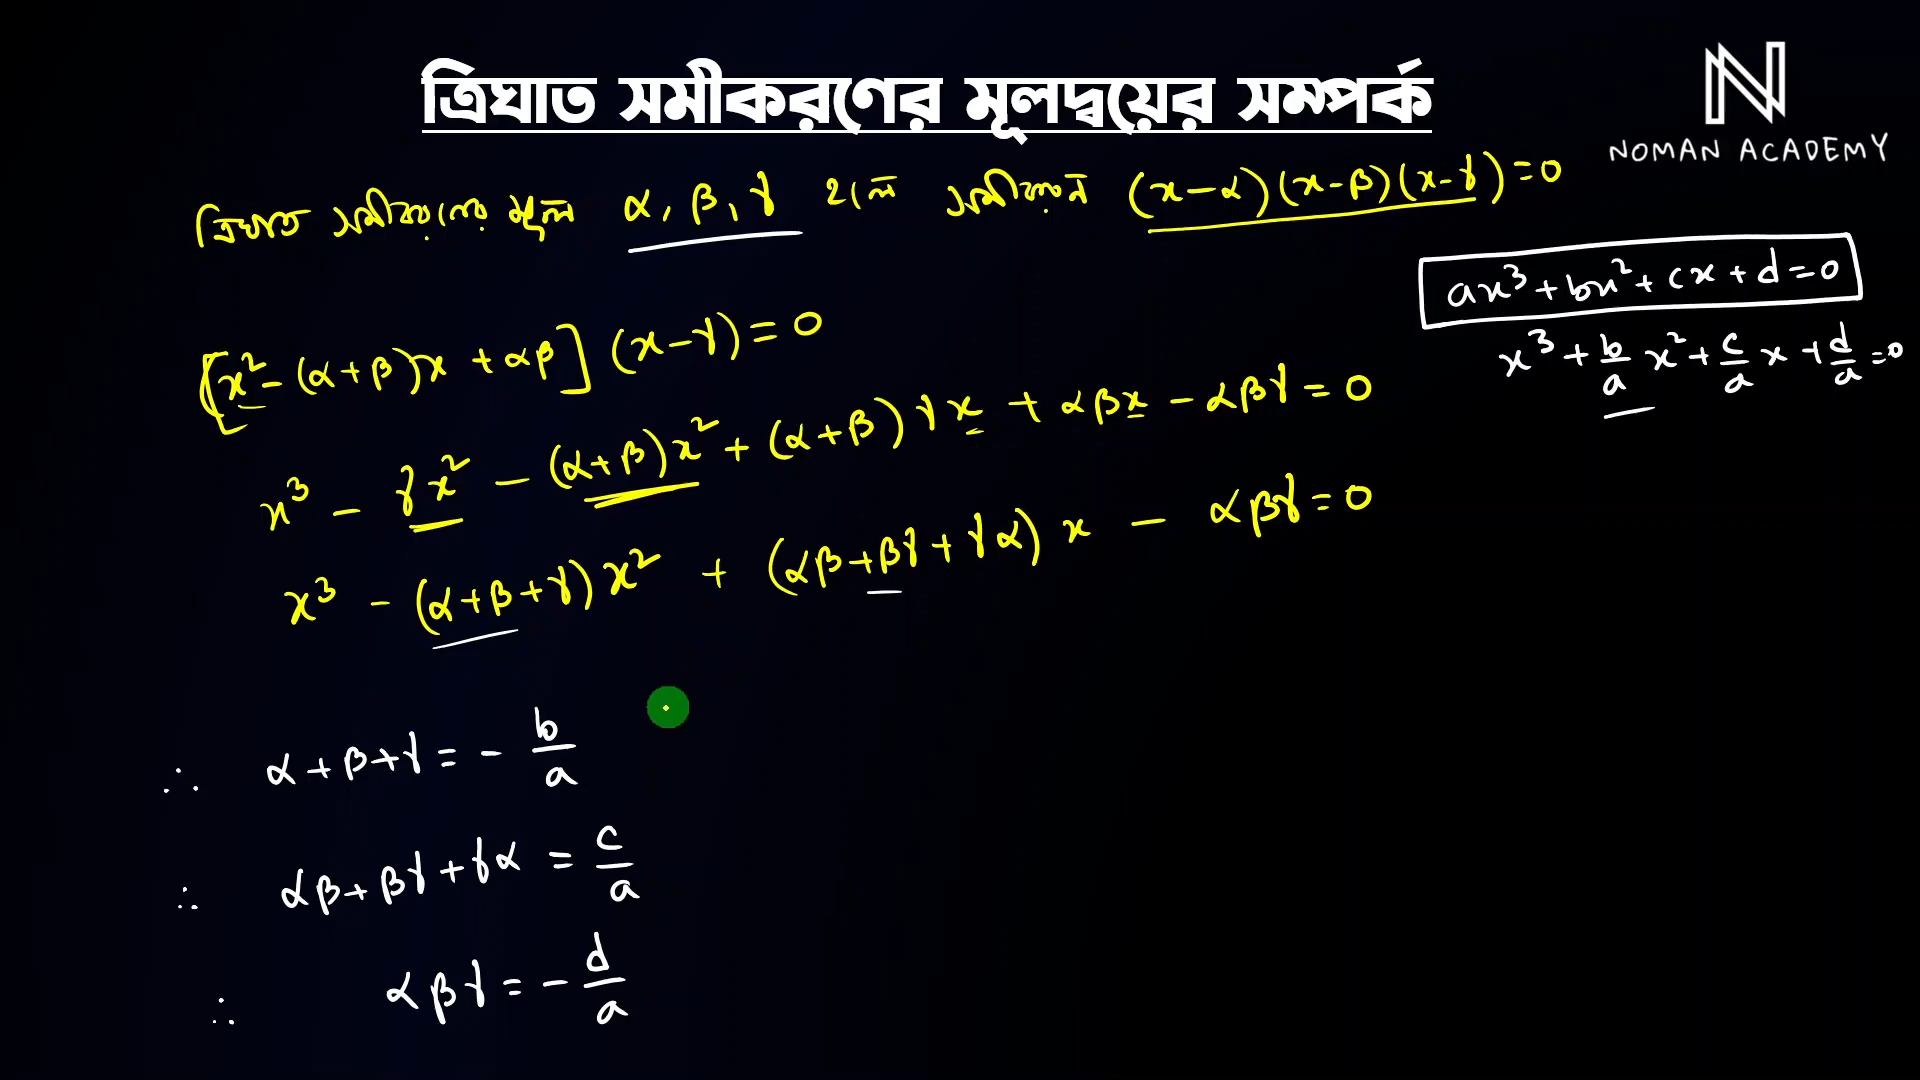 ত্রিঘাত সমীকরণের মূলদ্বয়ের সম্পর্ক
NOMAN ACADEMY
ত্রিঘাত সমীকরণের মূল α, β, γ হলে সমীকরণ (x-α)(x-β)(x-γ)=0
ax³+bx²+cx+d=0
x³+b/a x²+c/a x+d/a=0
[x²-(α+β)x+αβ](x-γ)=0
x³-γx²-(α+β)x²+(α+β)γx+αβx-αβγ=0
x³-(α+β+γ)x²+(αβ+βγ+γα)x-αβγ=0
∴ α+β+γ=-b/a
∴ αβ+βγ+γα=c/a
∴ αβγ=-d/a